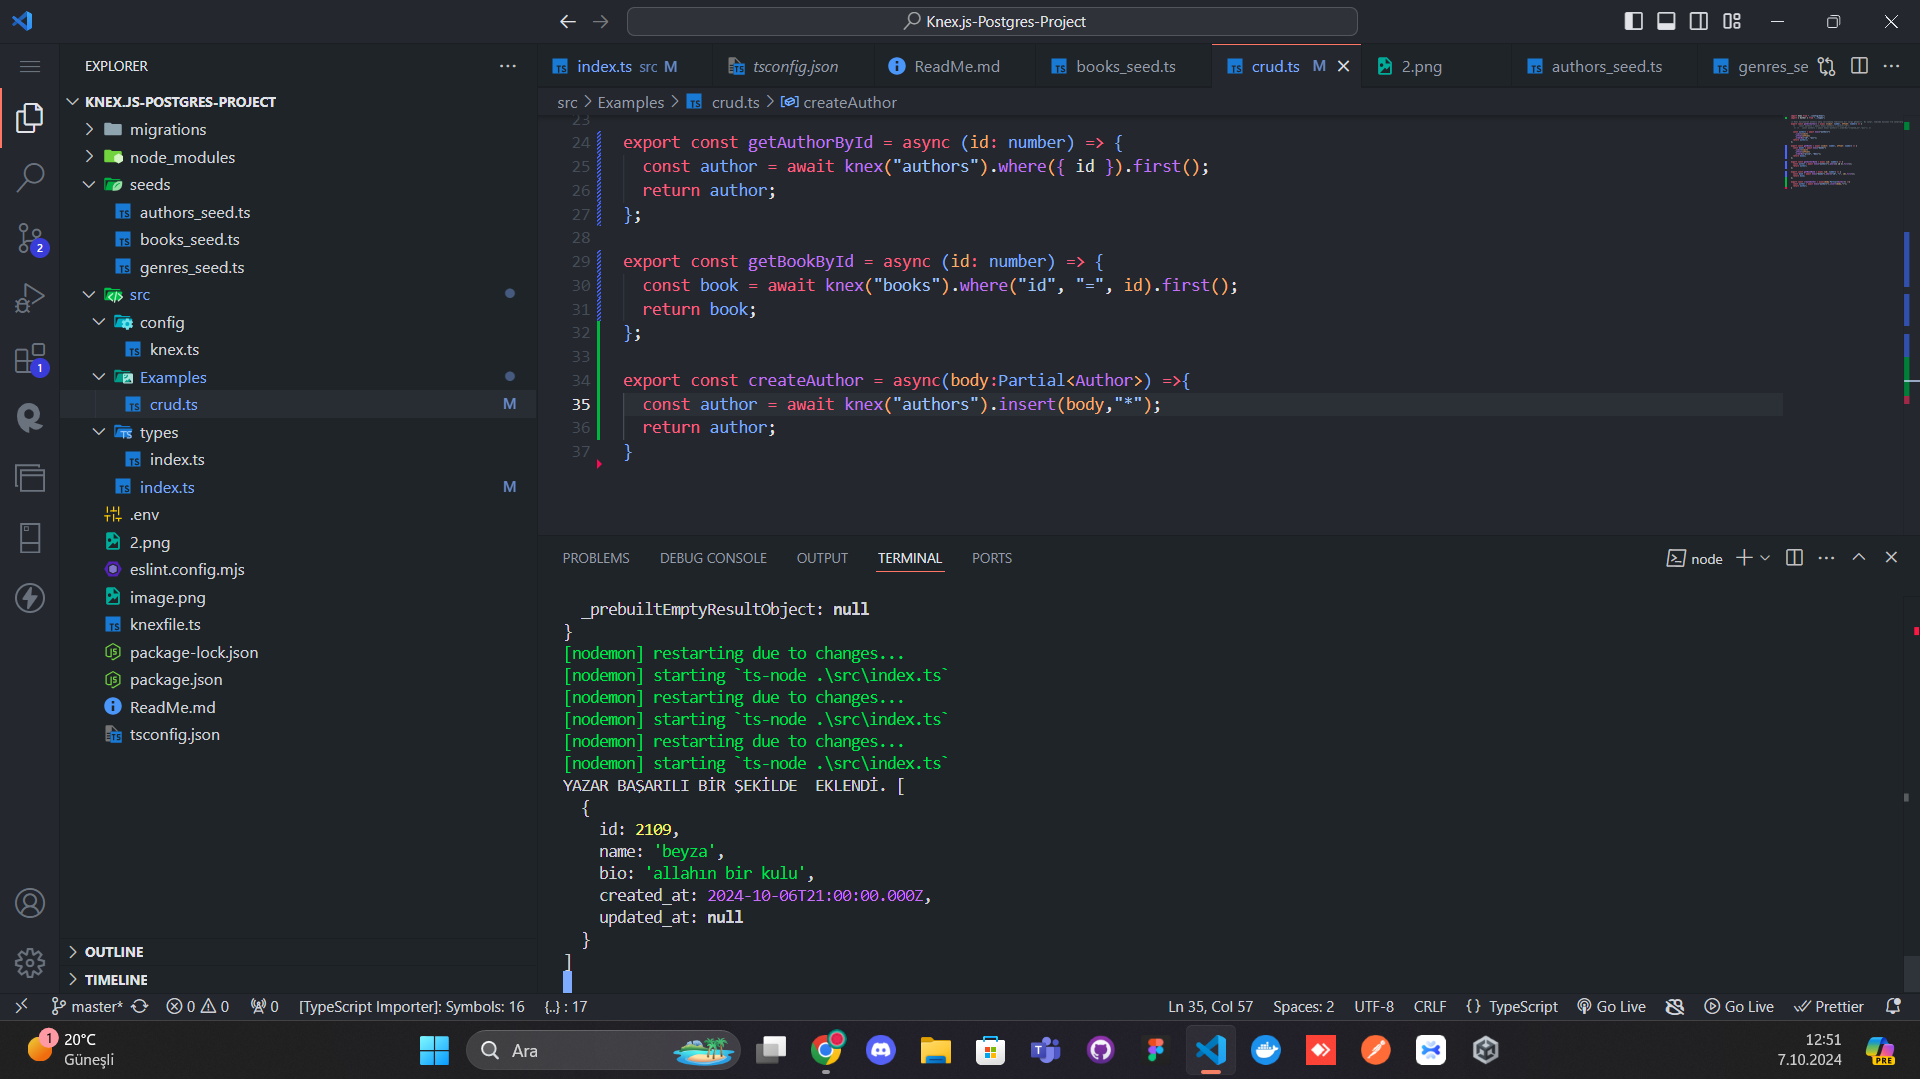 Knex.js-Postgres-Project
EXPLORER
KNEX.JS-POSTGRES-PROJECT
migrations
node_modules
seeds
authors_seed.ts
books_seed.ts
genres_seed.ts
src
config
knex.ts
Examples
crud.ts M
types
index.ts
index.ts M
.env
2.png
eslint.config.mjs
image.png
knexfile.ts
package-lock.json
package.json
ReadMe.md
tsconfig.json
OUTLINE
TIMELINE
2
1
index.ts src M
tsconfig.json
ReadMe.md
books_seed.ts
crud.ts M
2.png
authors_seed.ts
genres_se
src > Examples > crud.ts > createAuthor
23
24 export const getAuthorById = async (id: number) => {
25 const author = await knex("authors").where({ id }).first();
26 return author;
27 };
28
29 export const getBookById = async (id: number) => {
30 const book = await knex("books").where("id", "=", id).first();
31 return book;
32 };
33
34 export const createAuthor = async(body:Partial<Author>) =>{
35 const author = await knex("authors").insert(body,"*");
36 return author;
37 }
PROBLEMS DEBUG CONSOLE OUTPUT TERMINAL PORTS
node
_prebuiltEmptyResultObject: null
}
[nodemon] restarting due to changes...
[nodemon] starting `ts-node .\src\index.ts`
[nodemon] restarting due to changes...
[nodemon] starting `ts-node .\src\index.ts`
[nodemon] restarting due to changes...
[nodemon] starting `ts-node .\src\index.ts`
YAZAR BAŞARILI BİR ŞEKİLDE  EKLENDİ. [
{
id: 2109,
name: 'beyza',
bio: 'allahın bir kulu',
created_at: 2024-10-06T21:00:00.000Z,
updated_at: null
}
]
master* 0 0 0 [TypeScript Importer]: Symbols: 16 {..} : 17
Ln 35, Col 57 Spaces: 2 UTF-8 CRLF {} TypeScript Go Live Go Live Prettier
1
20°C
Güneşli
Ara
12:51
7.10.2024
PRE